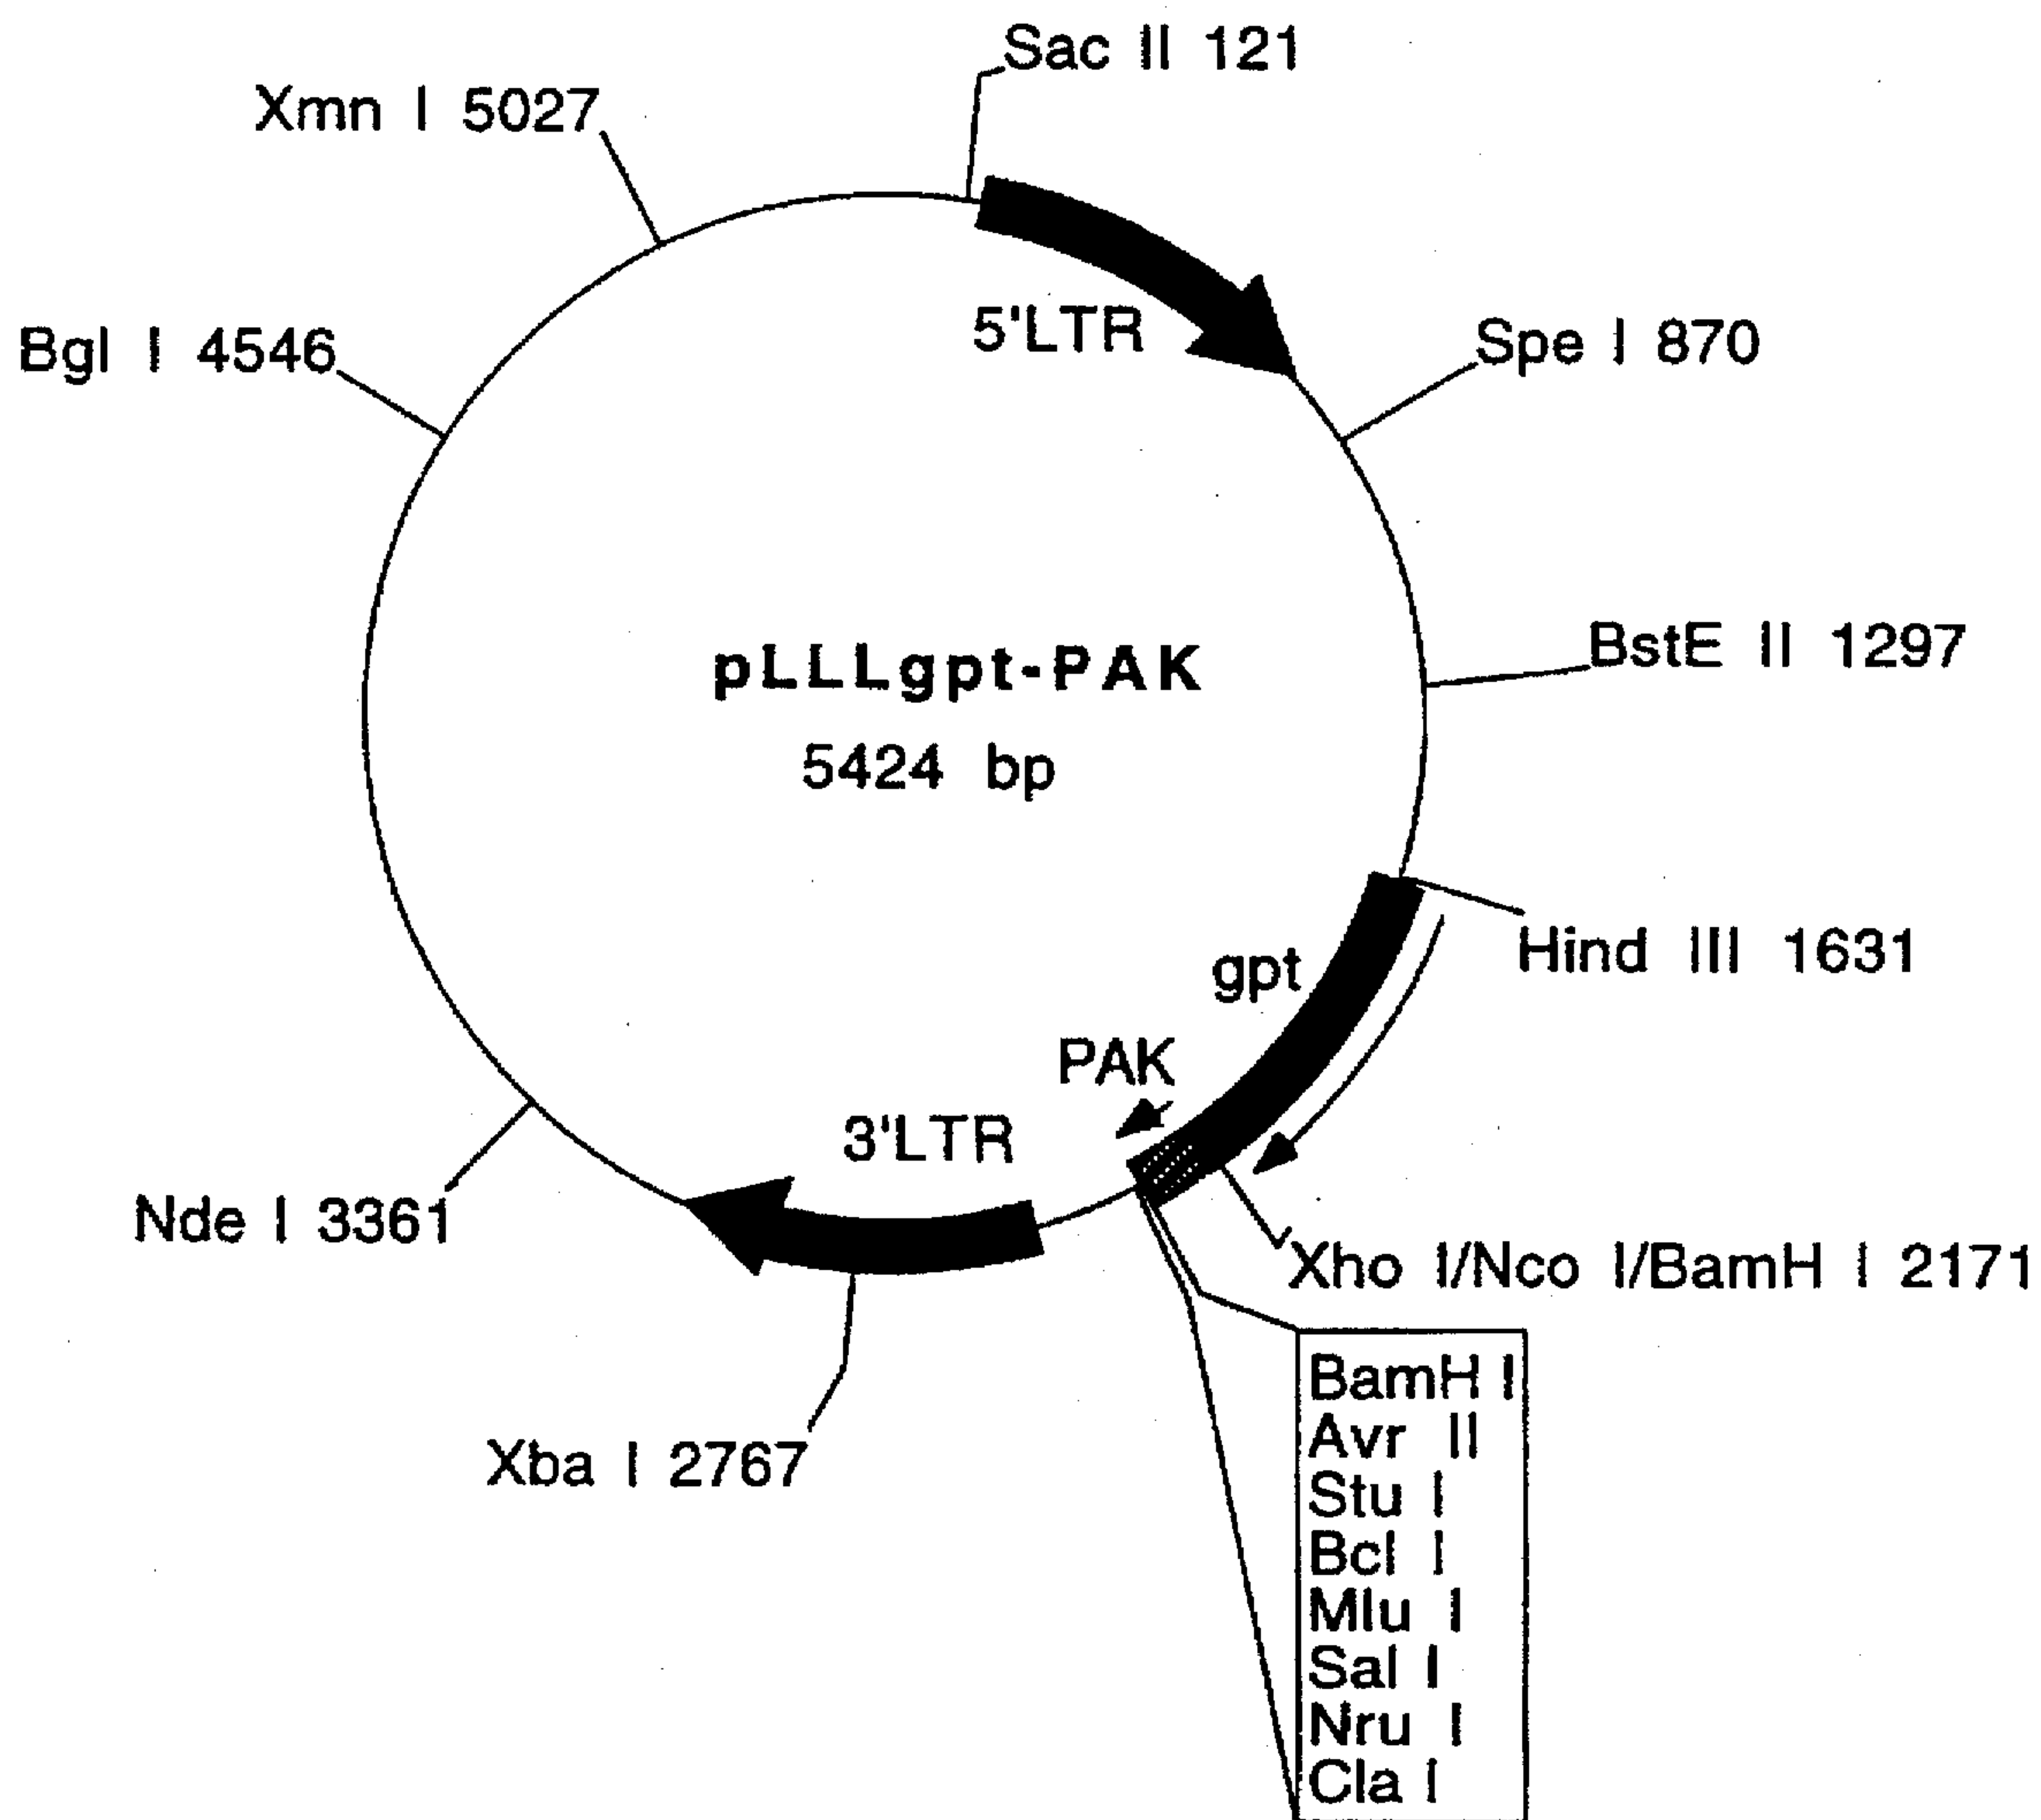 Sac II 121
Xmn I 5027
5'LTR
Bgl I 4546
Spe I 870
pLLLgpt-PAK
5424 bp
BstE II 1297
Hind III 1631
gpt
PAK
3'LTR
Nde I 3361
Xho I/Nco I/BamH I 2171
Xba I 2767
BamH I
Avr II
Stu I
Bcl I
Mlu I
Sal I
Nru I
Cla I